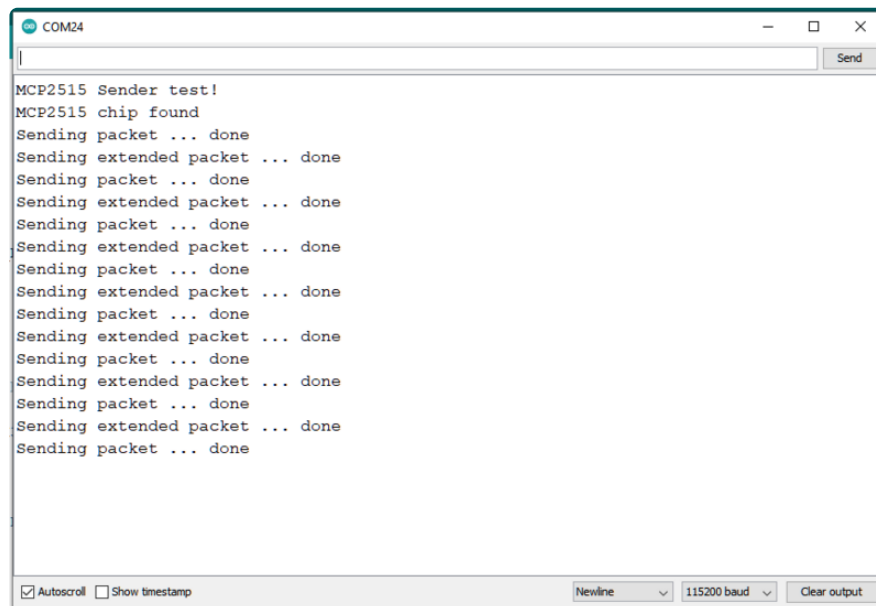 COM24
Send
MCP2515 Sender test!
MCP2515 chip found
Sending packet ... done
Sending extended packet ... done
Sending packet ... done
Sending extended packet ... done
Sending packet ... done
Sending extended packet ... done
Sending packet ... done
Sending extended packet ... done
Sending packet ... done
Sending extended packet ... done
Sending packet ... done
Sending extended packet ... done
Sending packet ... done
Sending extended packet ... done
Sending packet ... done
Autoscroll Show timestamp Newline 115200 baud Clear output